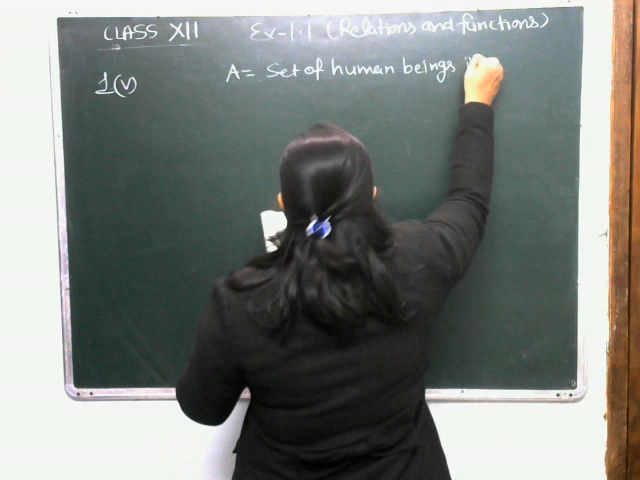 CLASS XII Ex-1.1 (Relations and functions)
1(v) A = Set of human beings